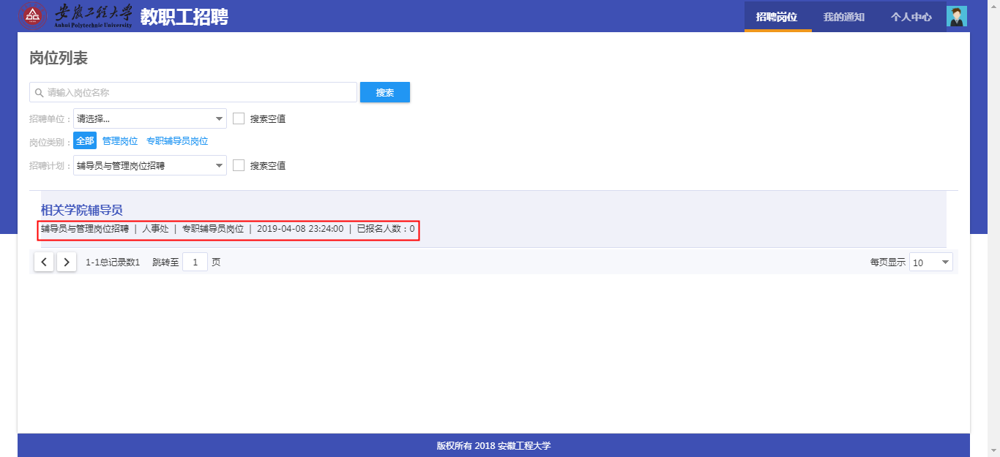 安徽工程大学
Anhui Polytechnic University
教职工招聘
招聘岗位 我的通知 个人中心
岗位列表
请输入岗位名称 搜索
招聘单位： 请选择... 搜索空值
岗位类别： 全部 管理岗位 专职辅导员岗位
招聘计划： 辅导员与管理岗位招聘 搜索空值
相关学院辅导员
辅导员与管理岗位招聘 | 人事处 | 专职辅导员岗位 | 2019-04-08 23:24:00 | 已报名人数：0
1-1总记录数1 跳转至 1 页 每页显示 10
版权所有 2018 安徽工程大学